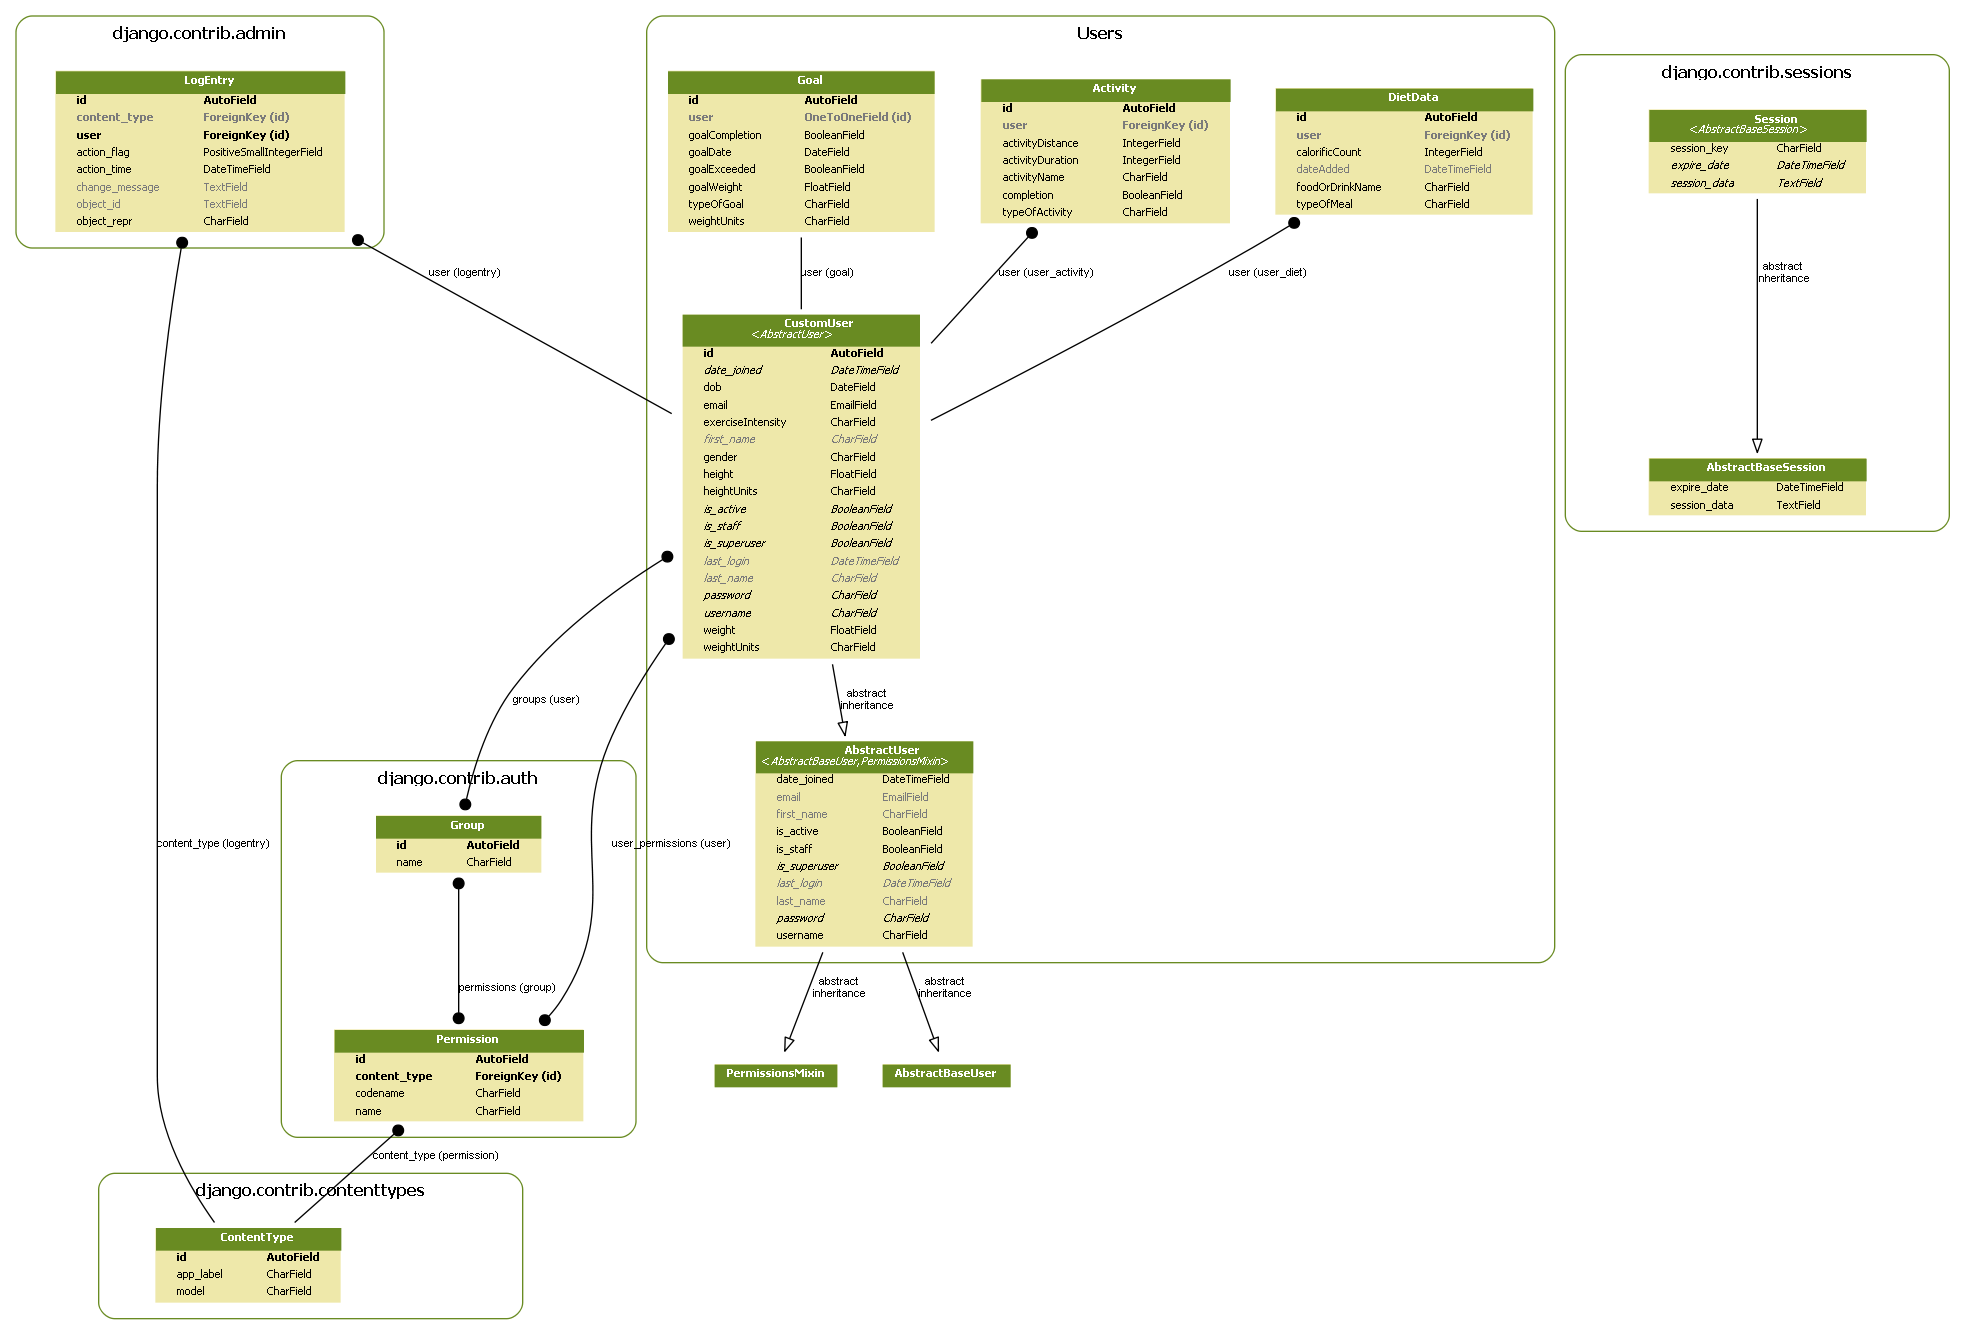 django.contrib.admin
LogEntry
id AutoField
content_type ForeignKey (id)
user ForeignKey (id)
action_flag PositiveSmallIntegerField
action_time DateTimeField
change_message TextField
object_id TextField
object_repr CharField
Users
Goal
id AutoField
user OneToOneField (id)
goalCompletion BooleanField
goalDate DateField
goalExceeded BooleanField
goalWeight FloatField
typeOfGoal CharField
weightUnits CharField
Activity
id AutoField
user ForeignKey (id)
activityDistance IntegerField
activityDuration IntegerField
activityName CharField
completion BooleanField
typeOfActivity CharField
DietData
id AutoField
user ForeignKey (id)
calorificCount IntegerField
dateAdded DateTimeField
foodOrDrinkName CharField
typeOfMeal CharField
django.contrib.sessions
Session
<AbstractBaseSession>
session_key CharField
expire_date DateTimeField
session_data TextField
user (logentry)
user (goal)
user (user_activity)
user (user_diet)
abstract
inheritance
CustomUser
<AbstractUser>
id AutoField
date_joined DateTimeField
dob DateField
email EmailField
exerciseIntensity CharField
first_name CharField
gender CharField
height FloatField
heightUnits CharField
is_active BooleanField
is_staff BooleanField
is_superuser BooleanField
last_login DateTimeField
last_name CharField
password CharField
username CharField
weight FloatField
weightUnits CharField
AbstractBaseSession
expire_date DateTimeField
session_data TextField
groups (user)
abstract
inheritance
AbstractUser
<AbstractBaseUser,PermissionsMixin>
date_joined DateTimeField
email EmailField
first_name CharField
is_active BooleanField
is_staff BooleanField
is_superuser BooleanField
last_login DateTimeField
last_name CharField
password CharField
username CharField
django.contrib.auth
Group
id AutoField
name CharField
content_type (logentry)
user_permissions (user)
permissions (group)
abstract
inheritance
abstract
inheritance
Permission
id AutoField
content_type ForeignKey (id)
codename CharField
name CharField
PermissionsMixin
AbstractBaseUser
content_type (permission)
django.contrib.contenttypes
ContentType
id AutoField
app_label CharField
model CharField